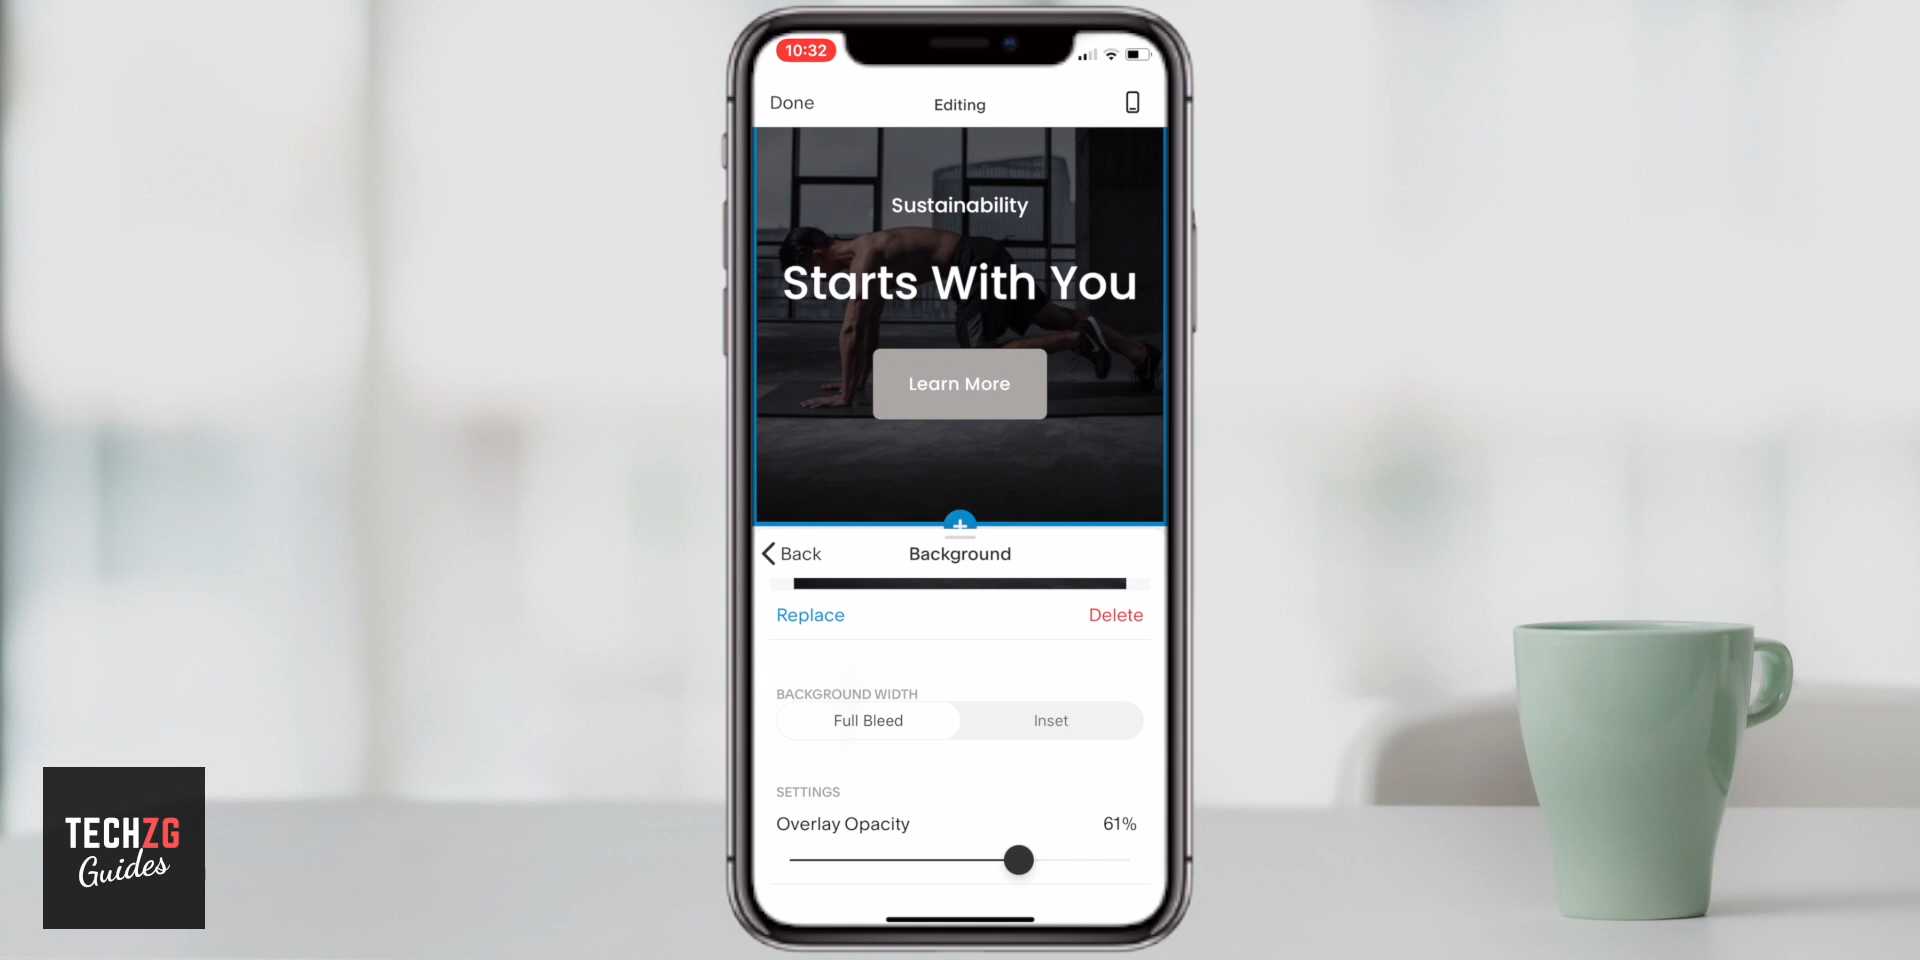 10:32
Done
Editing
Sustainability
Starts With You
Learn More
Back
Background
Replace
Delete
BACKGROUND WIDTH
Full Bleed
Inset
SETTINGS
Overlay Opacity
61%
TECHZG
Guides